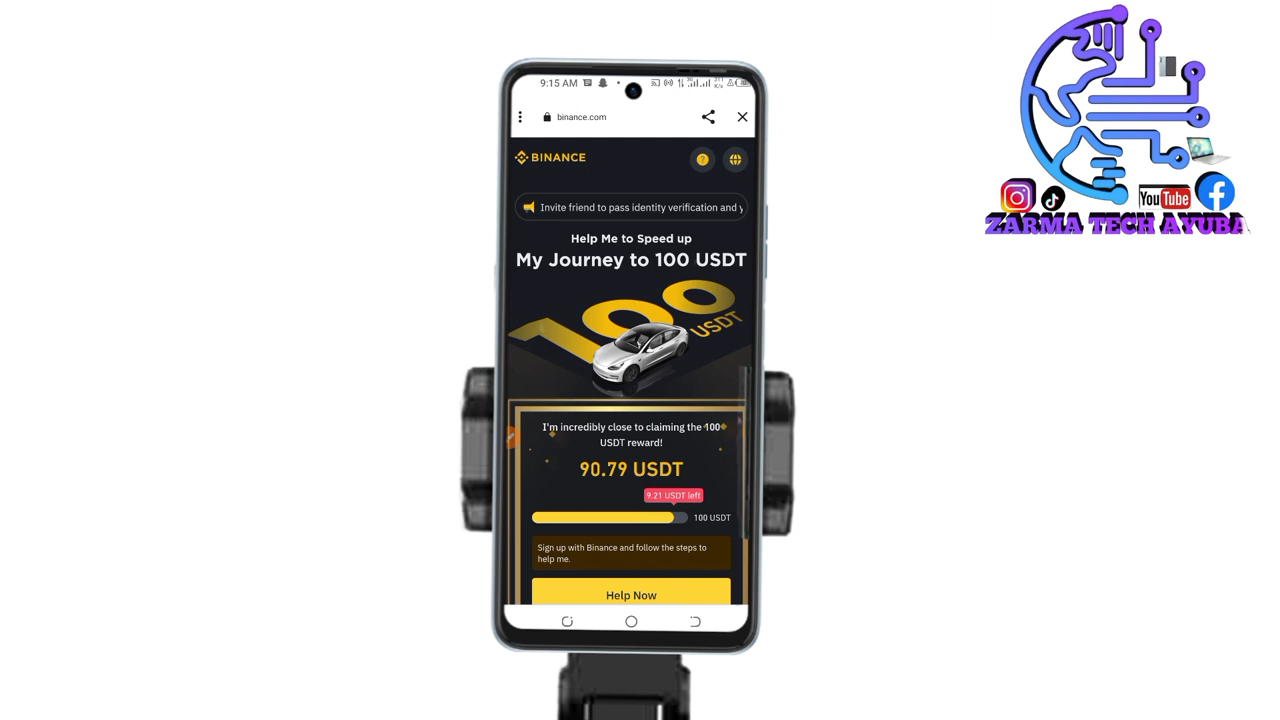 9:15 AM
binance.com
BINANCE
Invite friend to pass identity verification and
Help Me to Speed up
My Journey to 100 USDT
100
USDT
I'm incredibly close to claiming the 100
USDT reward!
90.79 USDT
9.21 USDT left
100 USDT
Sign up with Binance and follow the steps to
help me.
Help Now
YouTube
ZARMA TECH AYUBA